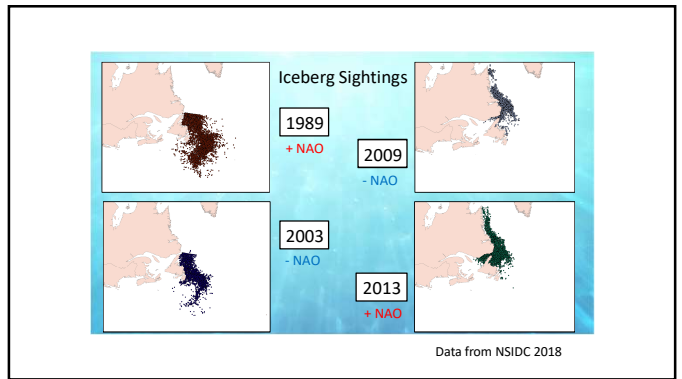 Iceberg Sightings
1989
+ NAO
2009
- NAO
2003
- NAO
2013
+ NAO
Data from NSIDC 2018